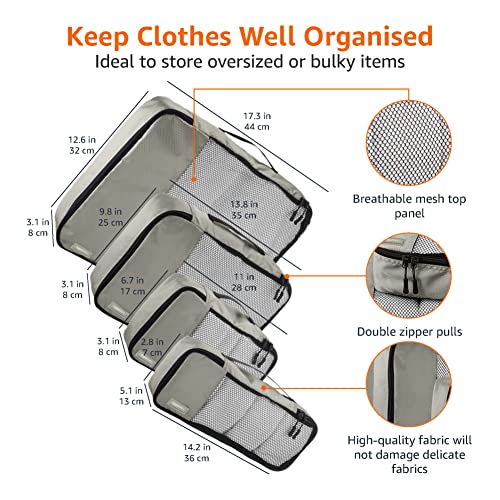 Keep Clothes Well Organised
Ideal to store oversized or bulky items
12.6 in
32 cm
17.3 in
44 cm
3.1 in
8 cm
9.8 in
25 cm
13.8 in
35 cm
Breathable mesh top
panel
3.1 in
8 cm
6.7 in
17 cm
11 in
28 cm
Double zipper pulls
3.1 in
8 cm
2.8 in
7 cm
5.1 in
13 cm
14.2 in
36 cm
High-quality fabric will
not damage delicate
fabrics